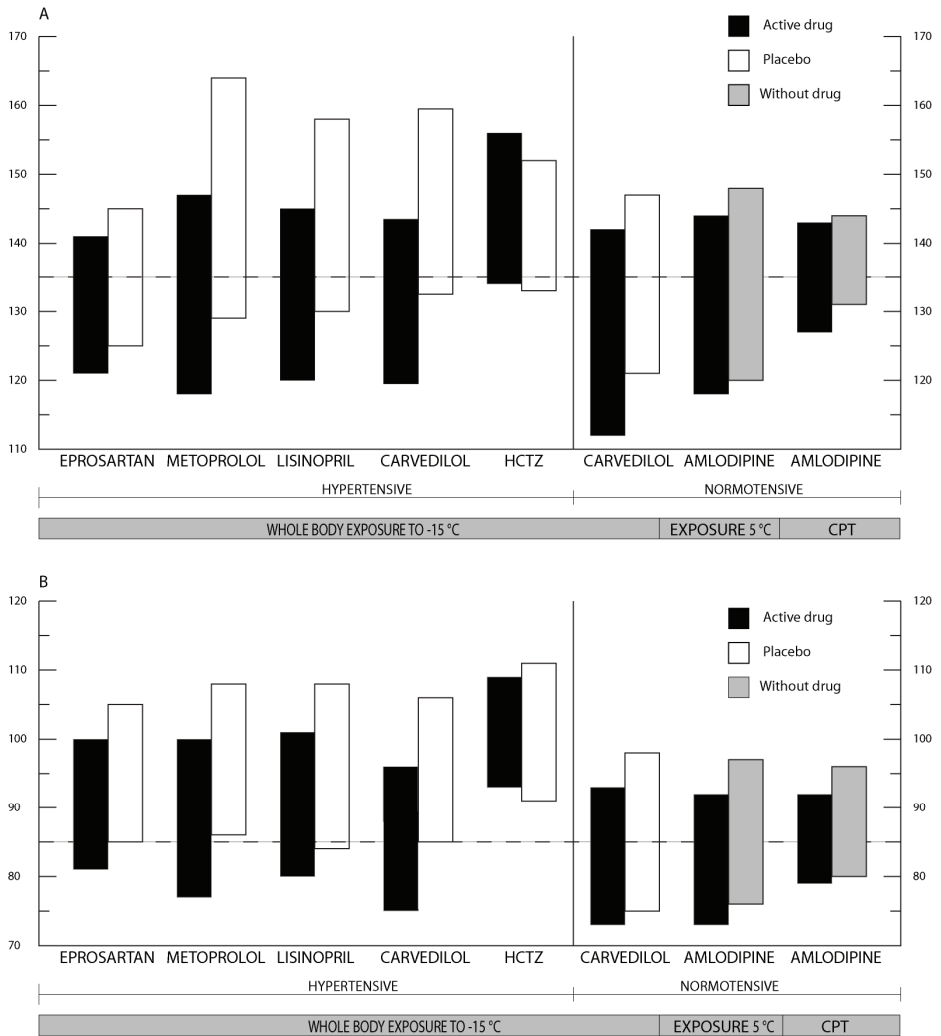 A
Active drug
Placebo
Without drug
170 170
160 160
150 150
140 140
130 130
120 120
110
EPROSARTAN METOPROLOL LISINOPRIL CARVEDILOL HCTZ CARVEDILOL AMLODIPINE AMLODIPINE
HYPERTENSIVE NORMOTENSIVE
WHOLE BODY EXPOSURE TO -15 °C EXPOSURE 5 °C CPT
B
120 120
Active drug
Placebo
Without drug
110 110
100 100
90 90
80 80
70
EPROSARTAN METOPROLOL LISINOPRIL CARVEDILOL HCTZ CARVEDILOL AMLODIPINE AMLODIPINE
HYPERTENSIVE NORMOTENSIVE
WHOLE BODY EXPOSURE TO -15 °C EXPOSURE 5 °C CPT